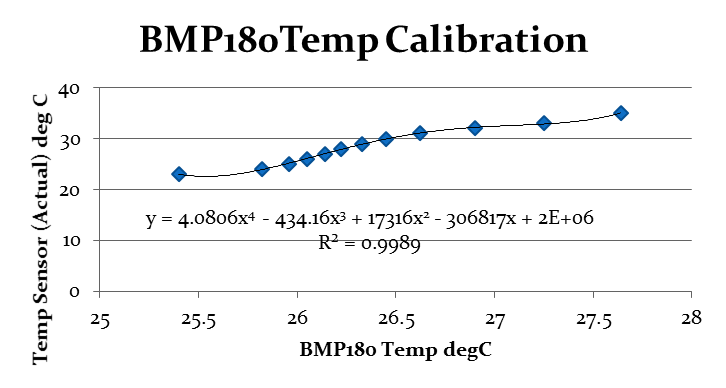 BMP180Temp Calibration
Temp Sensor (Actual) deg C
40
30
20
10
0
y = 4.0806x⁴ - 434.16x³ + 17316x² - 306817x + 2E+06
R² = 0.9989
25
25.5
26
26.5
27
27.5
28
BMP180 Temp degC